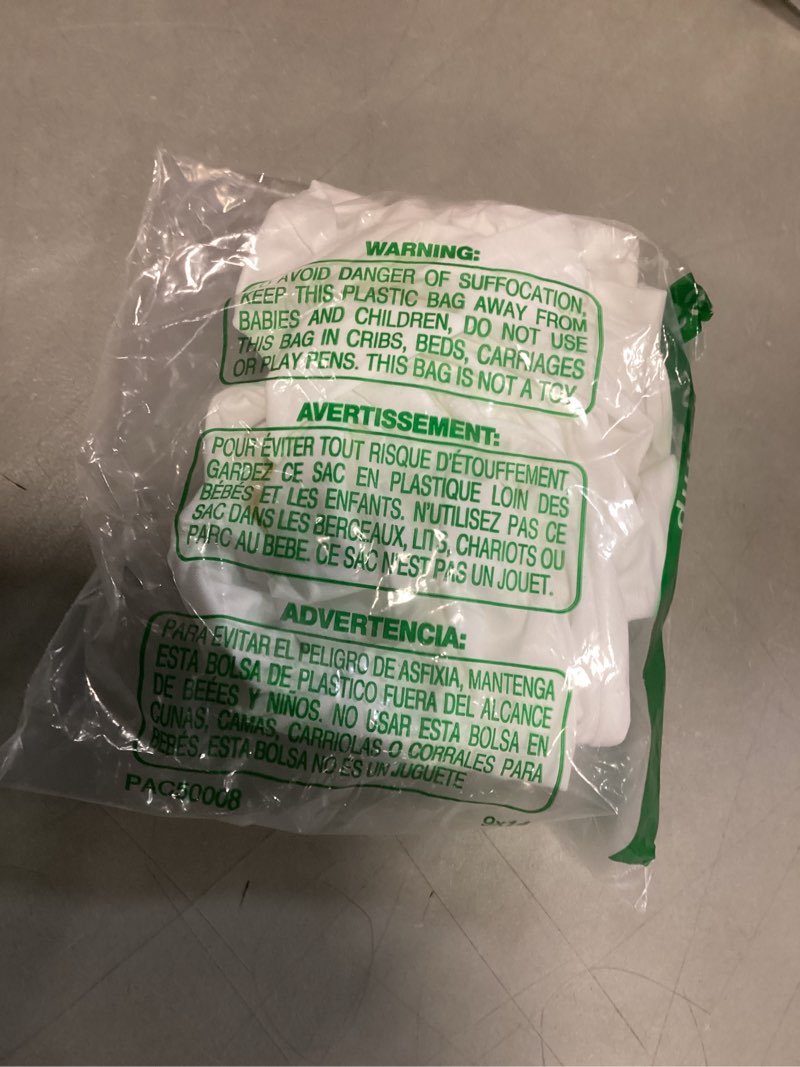 WARNING:
AVOID DANGER OF SUFFOCATION,
KEEP THIS PLASTIC BAG AWAY FROM
BABIES AND CHILDREN, DO NOT USE
THIS BAG IN CRIBS, BEDS, CARRIAGES
OR PLAY PENS. THIS BAG IS NOT A TOY
AVERTISSEMENT:
POUR ÉVITER TOUT RISQUE D'ÉTOUFFEMENT
GARDEZ CE SAC EN PLASTIQUE LOIN DES
BÉBÉS ET LES ENFANTS. N'UTILISEZ PAS CE
SAC DANS LES BERCEAUX, LITS, CHARIOTS OU
PARC AU BEBE. CE SAC N'EST PAS UN JOUET.
ADVERTENCIA:
PARA EVITAR EL PELIGRO DE ASFIXIA, MANTENGA
ESTA BOLSA DE PLASTICO FUERA DEL ALCANCE
DE BEÉES Y NIÑOS. NO USAR ESTA BOLSA EN
CUNAS, CAMAS, CARRIOLAS O CORRALES PARA
BEBÉS. ESTA BOLSA NO ES UN JUGUETE
PAC50008